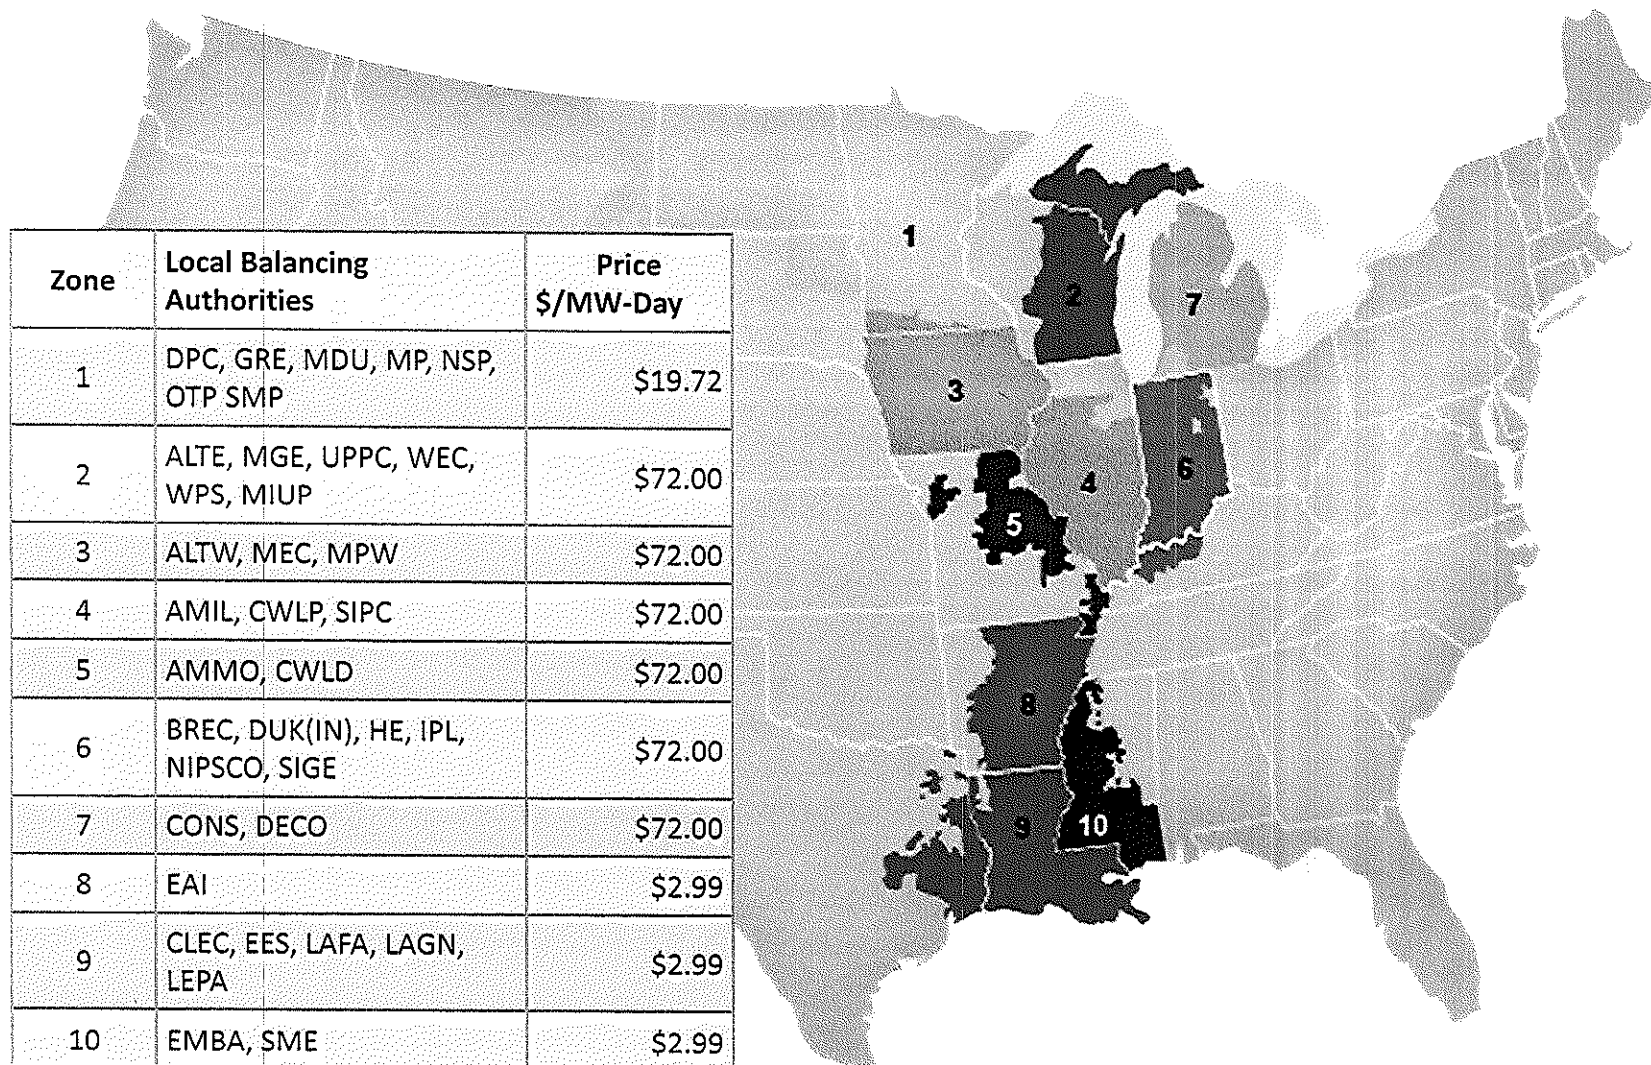 Zone
Local Balancing
Authorities
Price
$/MW-Day
1
DPC, GRE, MDU, MP, NSP,
OTP SMP
$19.72
2
ALTE, MGE, UPPC, WEC,
WPS, MIUP
$72.00
3
ALTW, MEC, MPW
$72.00
4
AMIL, CWLP, SIPC
$72.00
5
AMMO, CWLD
$72.00
6
BREC, DUK(IN), HE, IPL,
NIPSCO, SIGE
$72.00
7
CONS, DECO
$72.00
8
EAI
$2.99
9
CLEC, EES, LAFA, LAGN,
LEPA
$2.99
10
EMBA, SME
$2.99
1
2
7
3
4
6
5
8
9
10